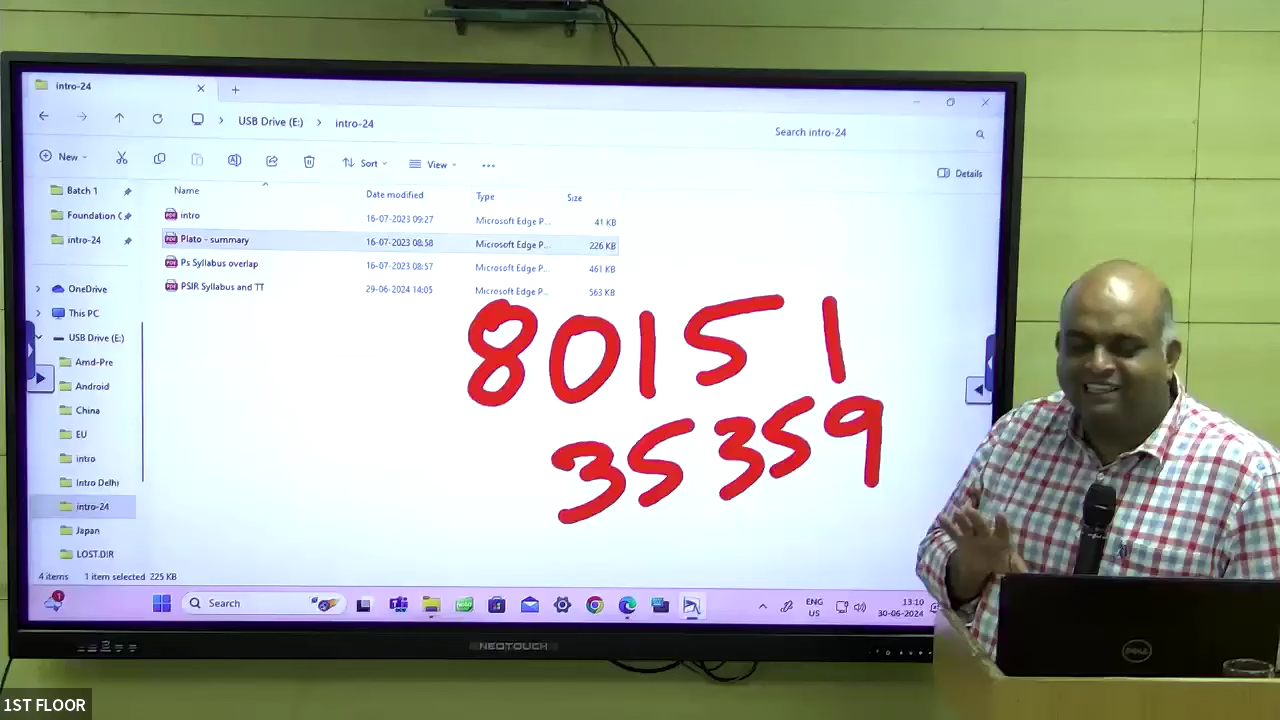 intro-24
USB Drive (E:) > intro-24
Search intro-24
New
Sort
View
Details
Batch 1
Foundation C
intro-24
OneDrive
This PC
USB Drive (E:)
Amd-Pre
Android
China
EU
intro
Intro Delhi
intro-24
Japan
LOST.DIR
Name Date modified Type Size
intro 16-07-2023 09:27 Microsoft Edge P... 41 KB
Plato - summary 16-07-2023 08:58 Microsoft Edge P... 226 KB
Ps Syllabus overlap 16-07-2023 08:57 Microsoft Edge P... 461 KB
PSIR Syllabus and TT 29-06-2024 14:05 Microsoft Edge P... 563 KB
80151
35359
4 items 1 item selected 225 KB
1
Search
ENG
US
13:10
30-06-2024
NEOTOUCH
DELL
1ST FLOOR